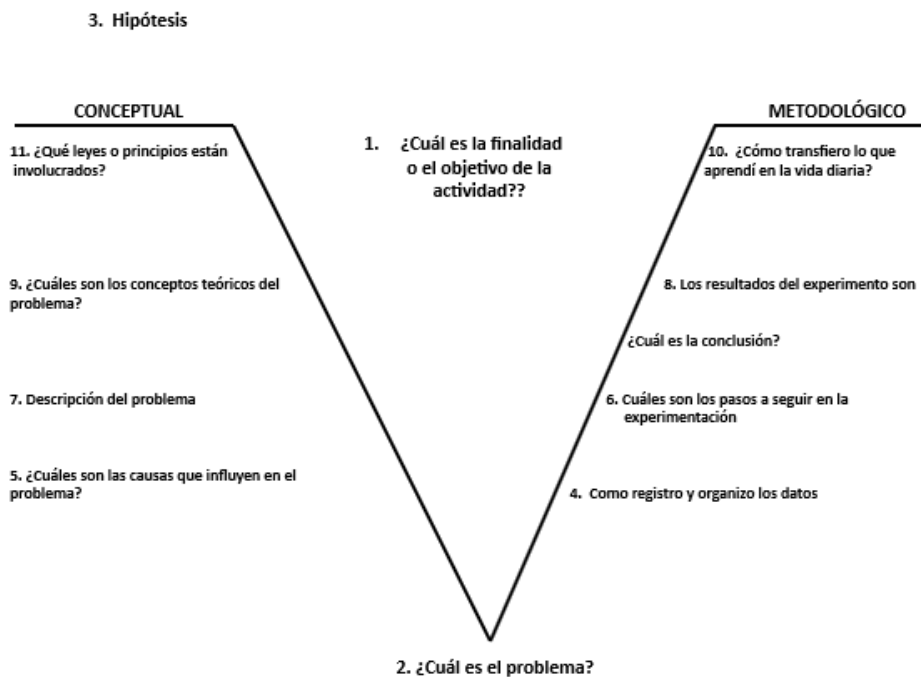 3. Hipótesis
CONCEPTUAL
METODOLÓGICO
11. ¿Qué leyes o principios están
involucrados?
1. ¿Cuál es la finalidad
o el objetivo de la
actividad??
10. ¿Cómo transfiero lo que
aprendí en la vida diaria?
9. ¿Cuáles son los conceptos teóricos del
problema?
8. Los resultados del experimento son
¿Cuál es la conclusión?
7. Descripción del problema
6. Cuáles son los pasos a seguir en la
experimentación
5. ¿Cuáles son las causas que influyen en el
problema?
4. Como registro y organizo los datos
2. ¿Cuál es el problema?